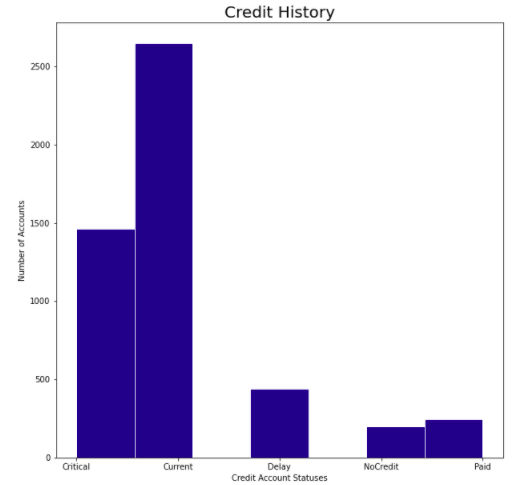 Credit History
Number of Accounts
2500
2000
1500
1000
500
0
Critical Current Delay NoCredit Paid
Credit Account Statuses